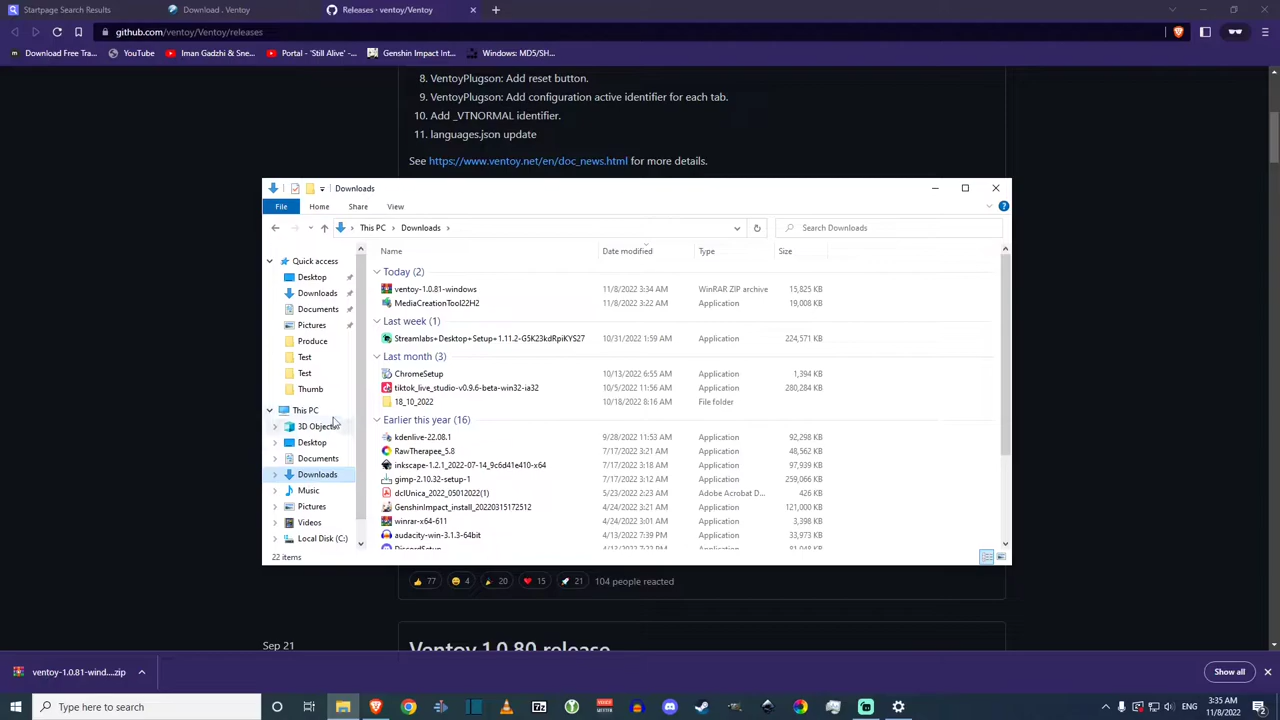 Startpage Search Results
Download . Ventoy
Releases · ventoy/Ventoy
github.com/ventoy/Ventoy/releases
Download Free Tra...
YouTube
Iman Gadzhi & Sne...
Portal - 'Still Alive' -...
Genshin Impact Int...
Windows: MD5/SH...
8. VentoyPlugson: Add reset button.
9. VentoyPlugson: Add configuration active identifier for each tab.
10. Add _VTNORMAL identifier.
11. languages.json update
See https://www.ventoy.net/en/doc_news.html for more details.
Downloads
File Home Share View
This PC > Downloads >
Search Downloads
Name Date modified Type Size
Quick access
Desktop
Downloads
Documents
Pictures
Produce
Test
Test
Thumb
This PC
3D Objects
Desktop
Documents
Downloads
Music
Pictures
Videos
Local Disk (C:)
Today (2)
ventoy-1.0.81-windows 11/8/2022 3:34 AM WinRAR ZIP archive 15,825 KB
MediaCreationTool22H2 11/8/2022 3:22 AM Application 19,008 KB
Last week (1)
Streamlabs+Desktop+Setup+1.11.2-G5K23kdRpiKYS27 10/31/2022 1:59 AM Application 224,571 KB
Last month (3)
ChromeSetup 10/13/2022 6:55 AM Application 1,394 KB
tiktok_live_studio-v0.9.6-beta-win32-ia32 10/5/2022 11:56 AM Application 280,284 KB
18_10_2022 10/18/2022 8:16 AM File folder
Earlier this year (16)
kdenlive-22.08.1 9/28/2022 11:53 AM Application 92,298 KB
RawTherapee_5.8 7/17/2022 3:21 AM Application 48,562 KB
inkscape-1.2.1_2022-07-14_9c6d41e410-x64 7/17/2022 3:18 AM Application 97,939 KB
gimp-2.10.32-setup-1 7/17/2022 3:12 AM Application 259,066 KB
dclUnica_2022_05012022(1) 5/23/2022 2:23 AM Adobe Acrobat D... 426 KB
GenshinImpact_install_20220315172512 4/24/2022 3:21 AM Application 121,000 KB
winrar-x64-611 4/24/2022 3:01 AM Application 3,398 KB
audacity-win-3.1.3-64bit 4/13/2022 7:39 PM Application 33,973 KB
DiscordSetup 4/13/2022 7:37 PM Application 81,048 KB
22 items
77 4 20 15 21 104 people reacted
Sep 21
Ventoy 1.0.80 release
ventoy-1.0.81-wind....zip
Show all
Type here to search
ENG
3:35 AM
11/8/2022